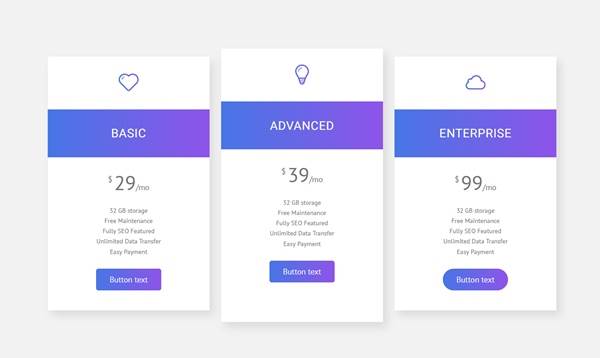 BASIC
$ 29/mo
32 GB storage
Free Maintenance
Fully SEO Featured
Unlimited Data Transfer
Easy Payment
Button text
ADVANCED
$ 39/mo
32 GB storage
Free Maintenance
Fully SEO Featured
Unlimited Data Transfer
Easy Payment
Button text
ENTERPRISE
$ 99/mo
32 GB storage
Free Maintenance
Fully SEO Featured
Unlimited Data Transfer
Easy Payment
Button text